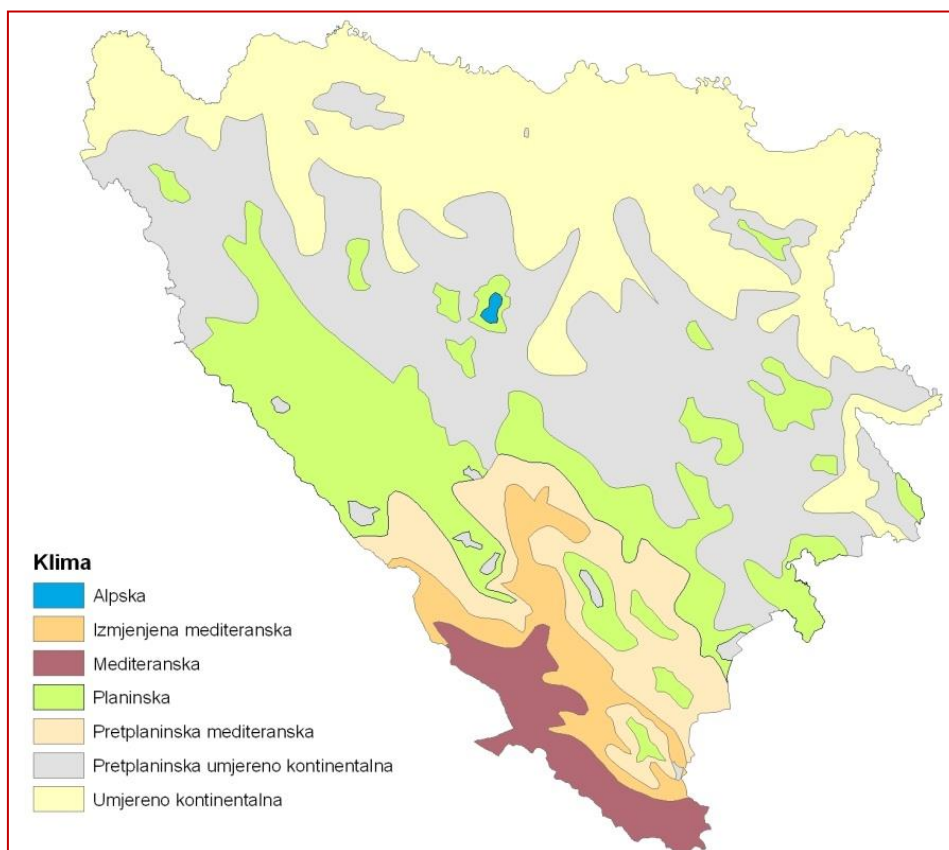 Klima
Alpska
Izmjenjena mediteranska
Mediteranska
Planinska
Pretplaninska mediteranska
Pretplaninska umjereno kontinentalna
Umjereno kontinentalna